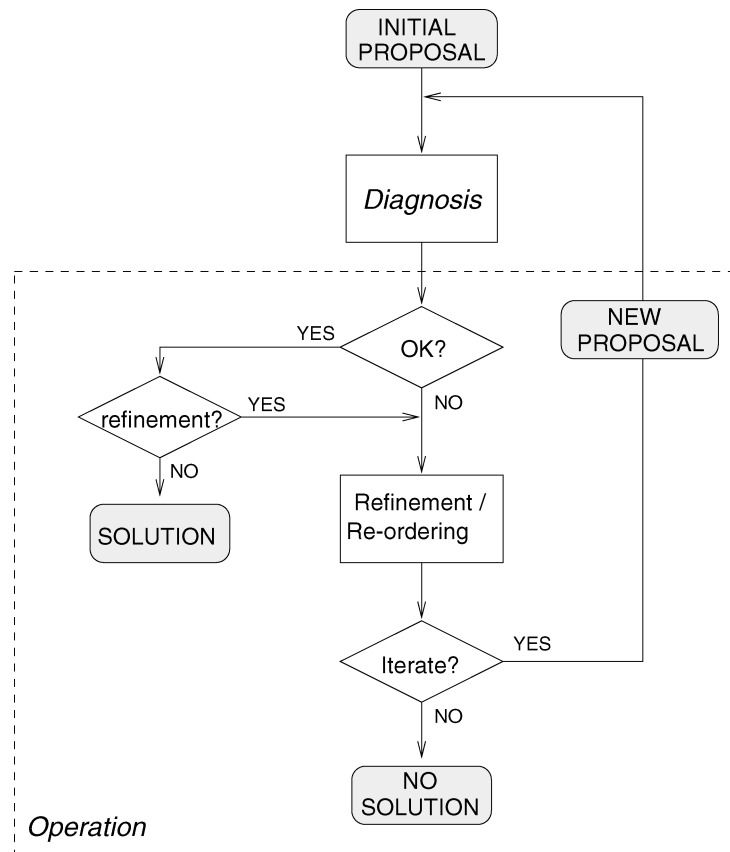 INITIAL
PROPOSAL
Diagnosis
YES
OK?
NEW
PROPOSAL
refinement?
YES
NO
NO
SOLUTION
Refinement /
Re-ordering
Iterate?
YES
NO
NO
SOLUTION
Operation